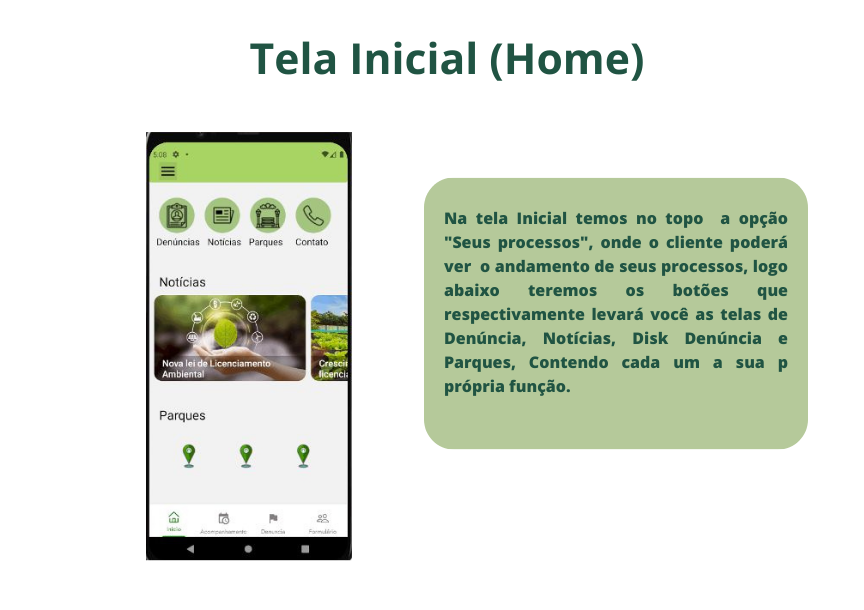 Tela Inicial (Home)
5:08
Denúncias Notícias Parques Contato
Notícias
Nova lei de Licenciamento
Ambiental
Parques
Início Acompanhamento Denuncia Formulário
Na tela Inicial temos no topo a opção
"Seus processos", onde o cliente poderá
ver o andamento de seus processos, logo
abaixo teremos os botões que
respectivamente levará você as telas de
Denúncia, Notícias, Disk Denúncia e
Parques, Contendo cada um a sua p
própria função.